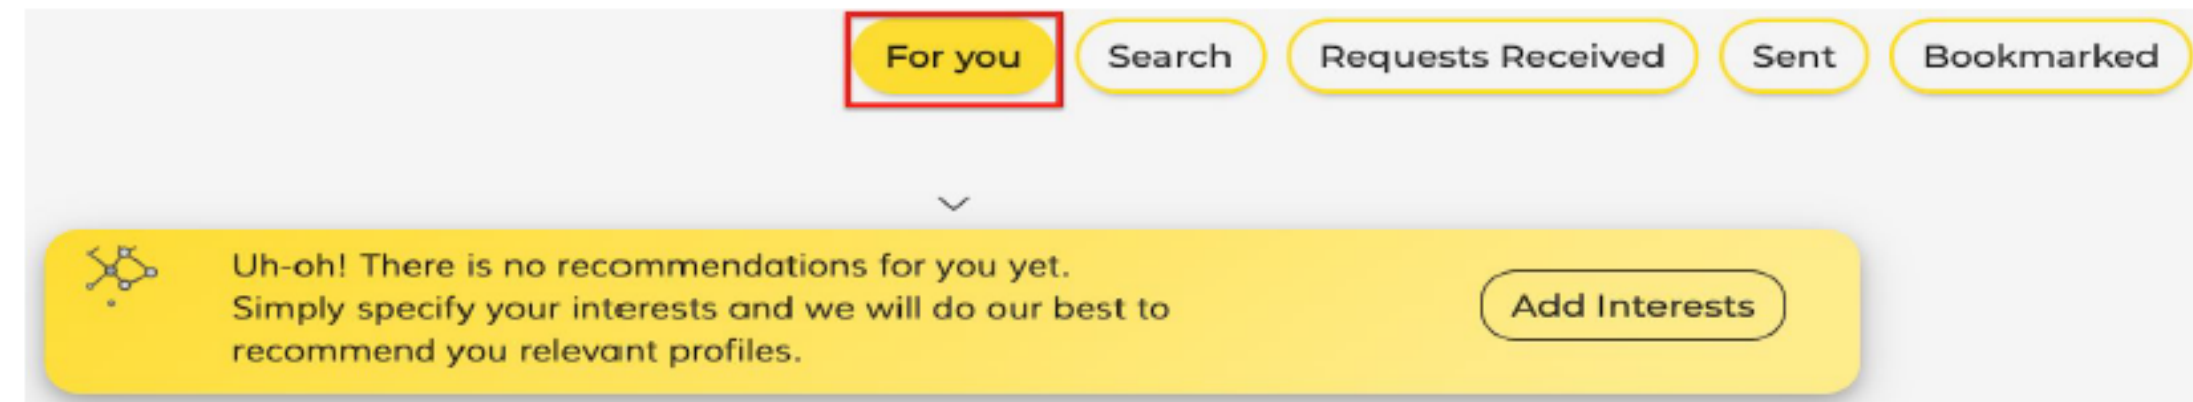 For you
Search
Requests Received
Sent
Bookmarked
Uh-oh! There is no recommendations for you yet.
Simply specify your interests and we will do our best to
recommend you relevant profiles.
Add Interests